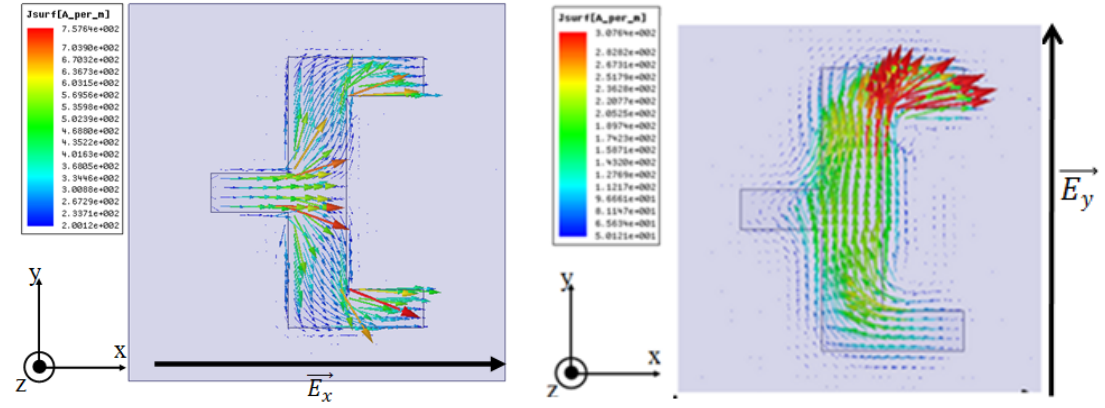 Jsurf[A_per_m]
7.5764e+002
7.0390e+002
6.7032e+002
6.3673e+002
6.0315e+002
5.6956e+002
5.3598e+002
5.0239e+002
4.6880e+002
4.3522e+002
4.0163e+002
3.6805e+002
3.3446e+002
3.0088e+002
2.6729e+002
2.3371e+002
2.0012e+002
y
x
z
E_x
Jsurf[A_per_m]
3.0764e+002
2.8282e+002
2.6731e+002
2.5179e+002
2.3628e+002
2.2077e+002
2.0525e+002
1.8974e+002
1.7423e+002
1.5871e+002
1.4320e+002
1.2769e+002
1.1217e+002
9.6661e+001
8.1147e+001
6.5634e+001
5.0121e+001
y
x
z
E_y